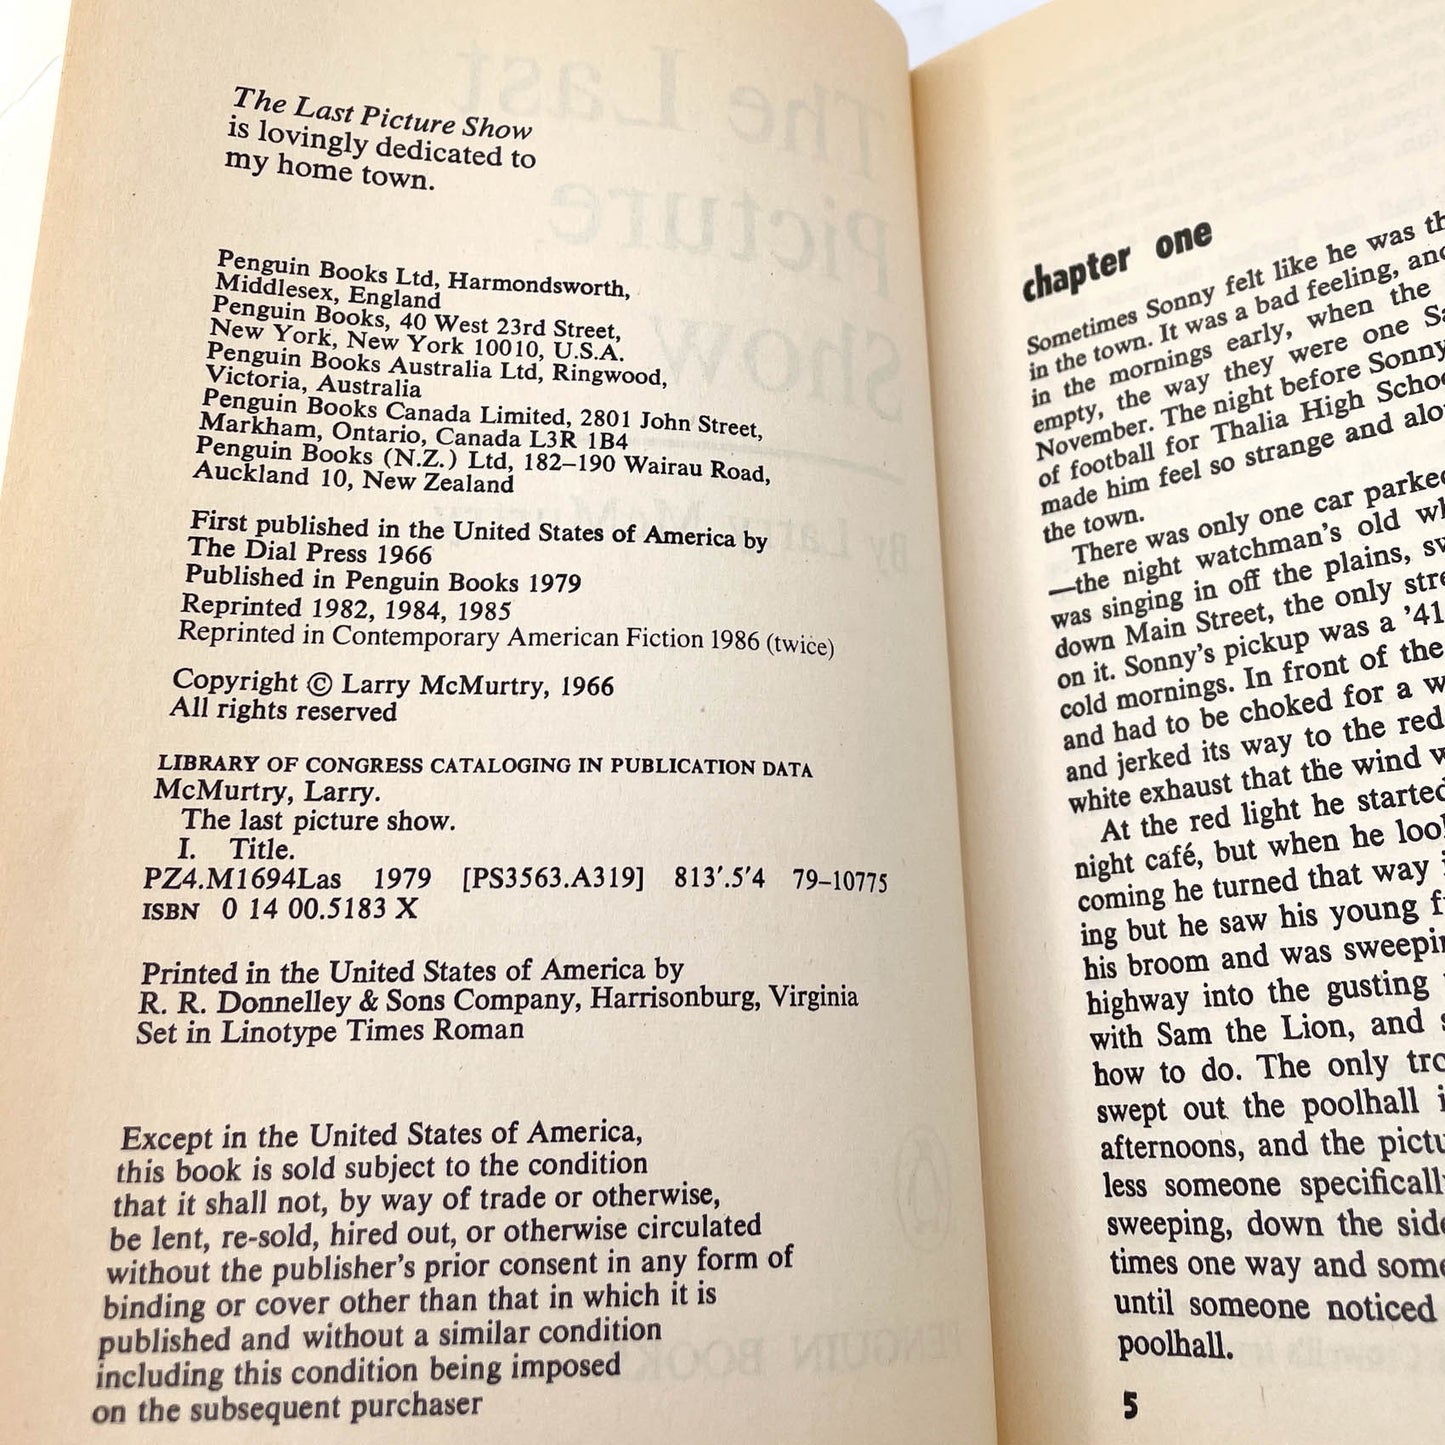 The Last Picture Show
is lovingly dedicated to
my home town.
Penguin Books Ltd, Harmondsworth,
Middlesex, England
Penguin Books, 40 West 23rd Street,
New York, New York 10010, U.S.A.
Penguin Books Australia Ltd, Ringwood,
Victoria, Australia
Penguin Books Canada Limited, 2801 John Street,
Markham, Ontario, Canada L3R 1B4
Penguin Books (N.Z.) Ltd, 182–190 Wairau Road,
Auckland 10, New Zealand
First published in the United States of America by
The Dial Press 1966
Published in Penguin Books 1979
Reprinted 1982, 1984, 1985
Reprinted in Contemporary American Fiction 1986 (twice)
Copyright © Larry McMurtry, 1966
All rights reserved
LIBRARY OF CONGRESS CATALOGING IN PUBLICATION DATA
McMurtry, Larry.
The last picture show.
I. Title.
PZ4.M1694Las 1979 [PS3563.A319] 813'.5'4 79–10775
ISBN 0 14 00.5183 X
Printed in the United States of America by
R. R. Donnelley & Sons Company, Harrisonburg, Virginia
Set in Linotype Times Roman
Except in the United States of America,
this book is sold subject to the condition
that it shall not, by way of trade or otherwise,
be lent, re-sold, hired out, or otherwise circulated
without the publisher's prior consent in any form of
binding or cover other than that in which it is
published and without a similar condition
including this condition being imposed
on the subsequent purchaser
chapter one
Sometimes Sonny felt like he was th
in the town. It was a bad feeling, and
in the mornings early, when the
empty, the way they were one Sa
November. The night before Sonny
of football for Thalia High Schoo
made him feel so strange and alo
the town.
There was only one car parked
—the night watchman's old wh
was singing in off the plains, sw
down Main Street, the only stre
on it. Sonny's pickup was a '41
cold mornings. In front of the
and had to be choked for a w
and jerked its way to the red
white exhaust that the wind w
At the red light he started
night café, but when he look
coming he turned that way i
ing but he saw his young f
his broom and was sweepin
highway into the gusting
with Sam the Lion, and s
how to do. The only tro
swept out the poolhall i
afternoons, and the pictu
less someone specifically
sweeping, down the side
times one way and some
until someone noticed
poolhall.
5